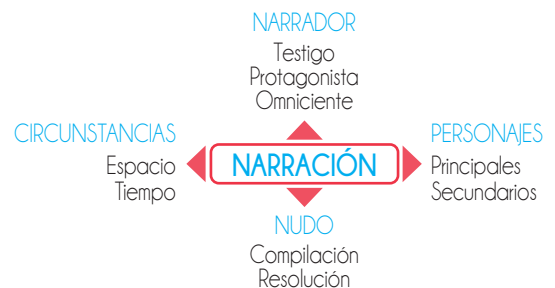 NARRADOR
Testigo
Protagonista
Omniciente
CIRCUNSTANCIAS
Espacio
Tiempo
NARRACIÓN
PERSONAJES
Principales
Secundarios
NUDO
Compilación
Resolución